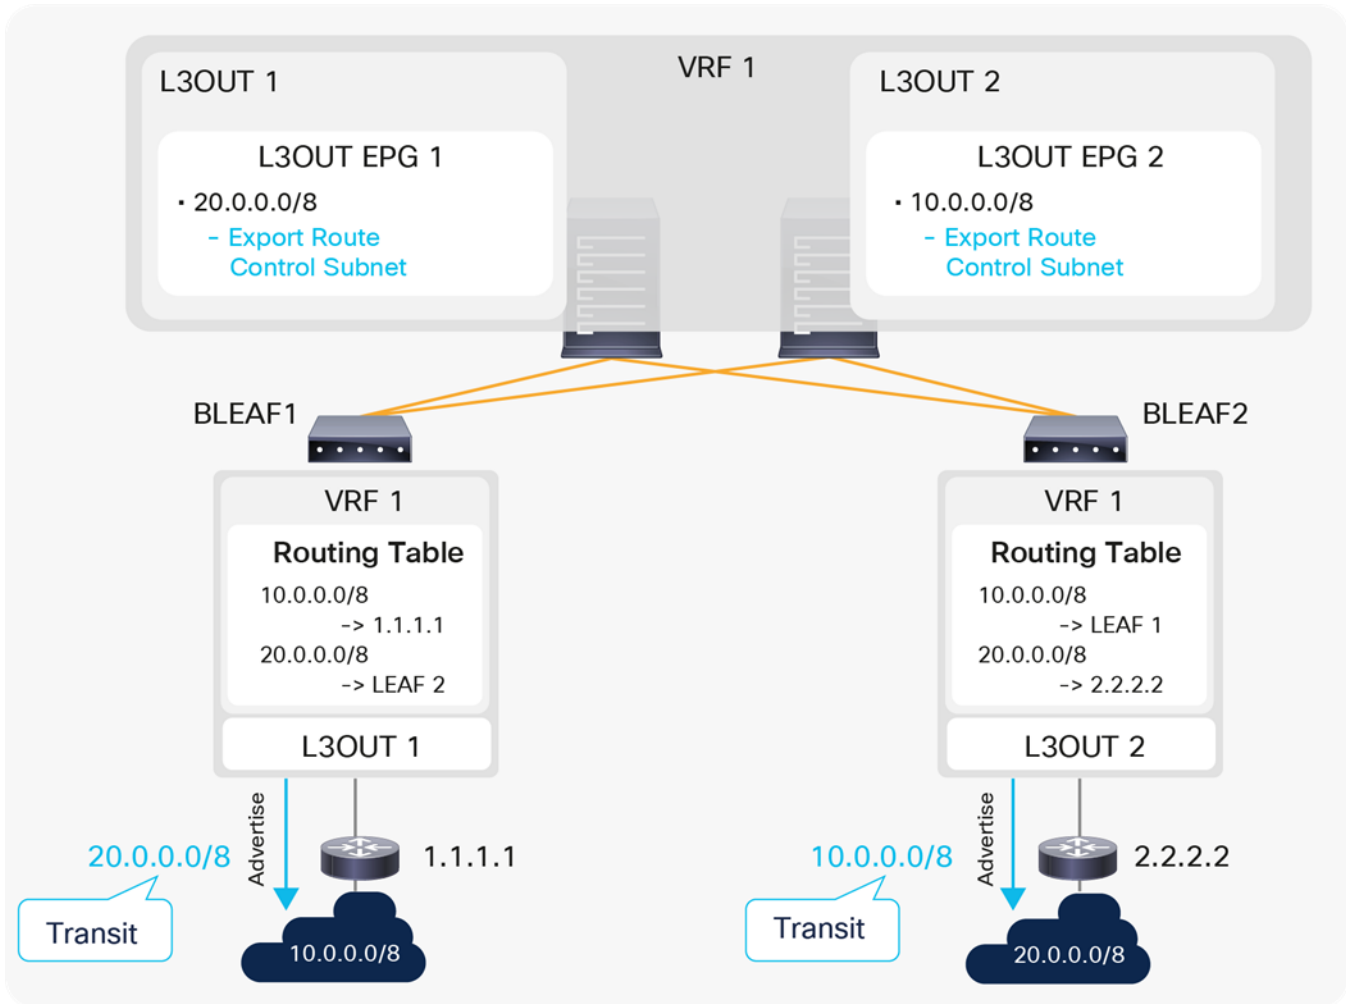 VRF 1
L3OUT 1
L3OUT EPG 1
· 20.0.0.0/8
- Export Route
Control Subnet
L3OUT 2
L3OUT EPG 2
· 10.0.0.0/8
- Export Route
Control Subnet
BLEAF1
VRF 1
Routing Table
10.0.0.0/8
-> 1.1.1.1
20.0.0.0/8
-> LEAF 2
L3OUT 1
Advertise
20.0.0.0/8
Transit
1.1.1.1
10.0.0.0/8
BLEAF2
VRF 1
Routing Table
10.0.0.0/8
-> LEAF 1
20.0.0.0/8
-> 2.2.2.2
L3OUT 2
Advertise
10.0.0.0/8
Transit
2.2.2.2
20.0.0.0/8